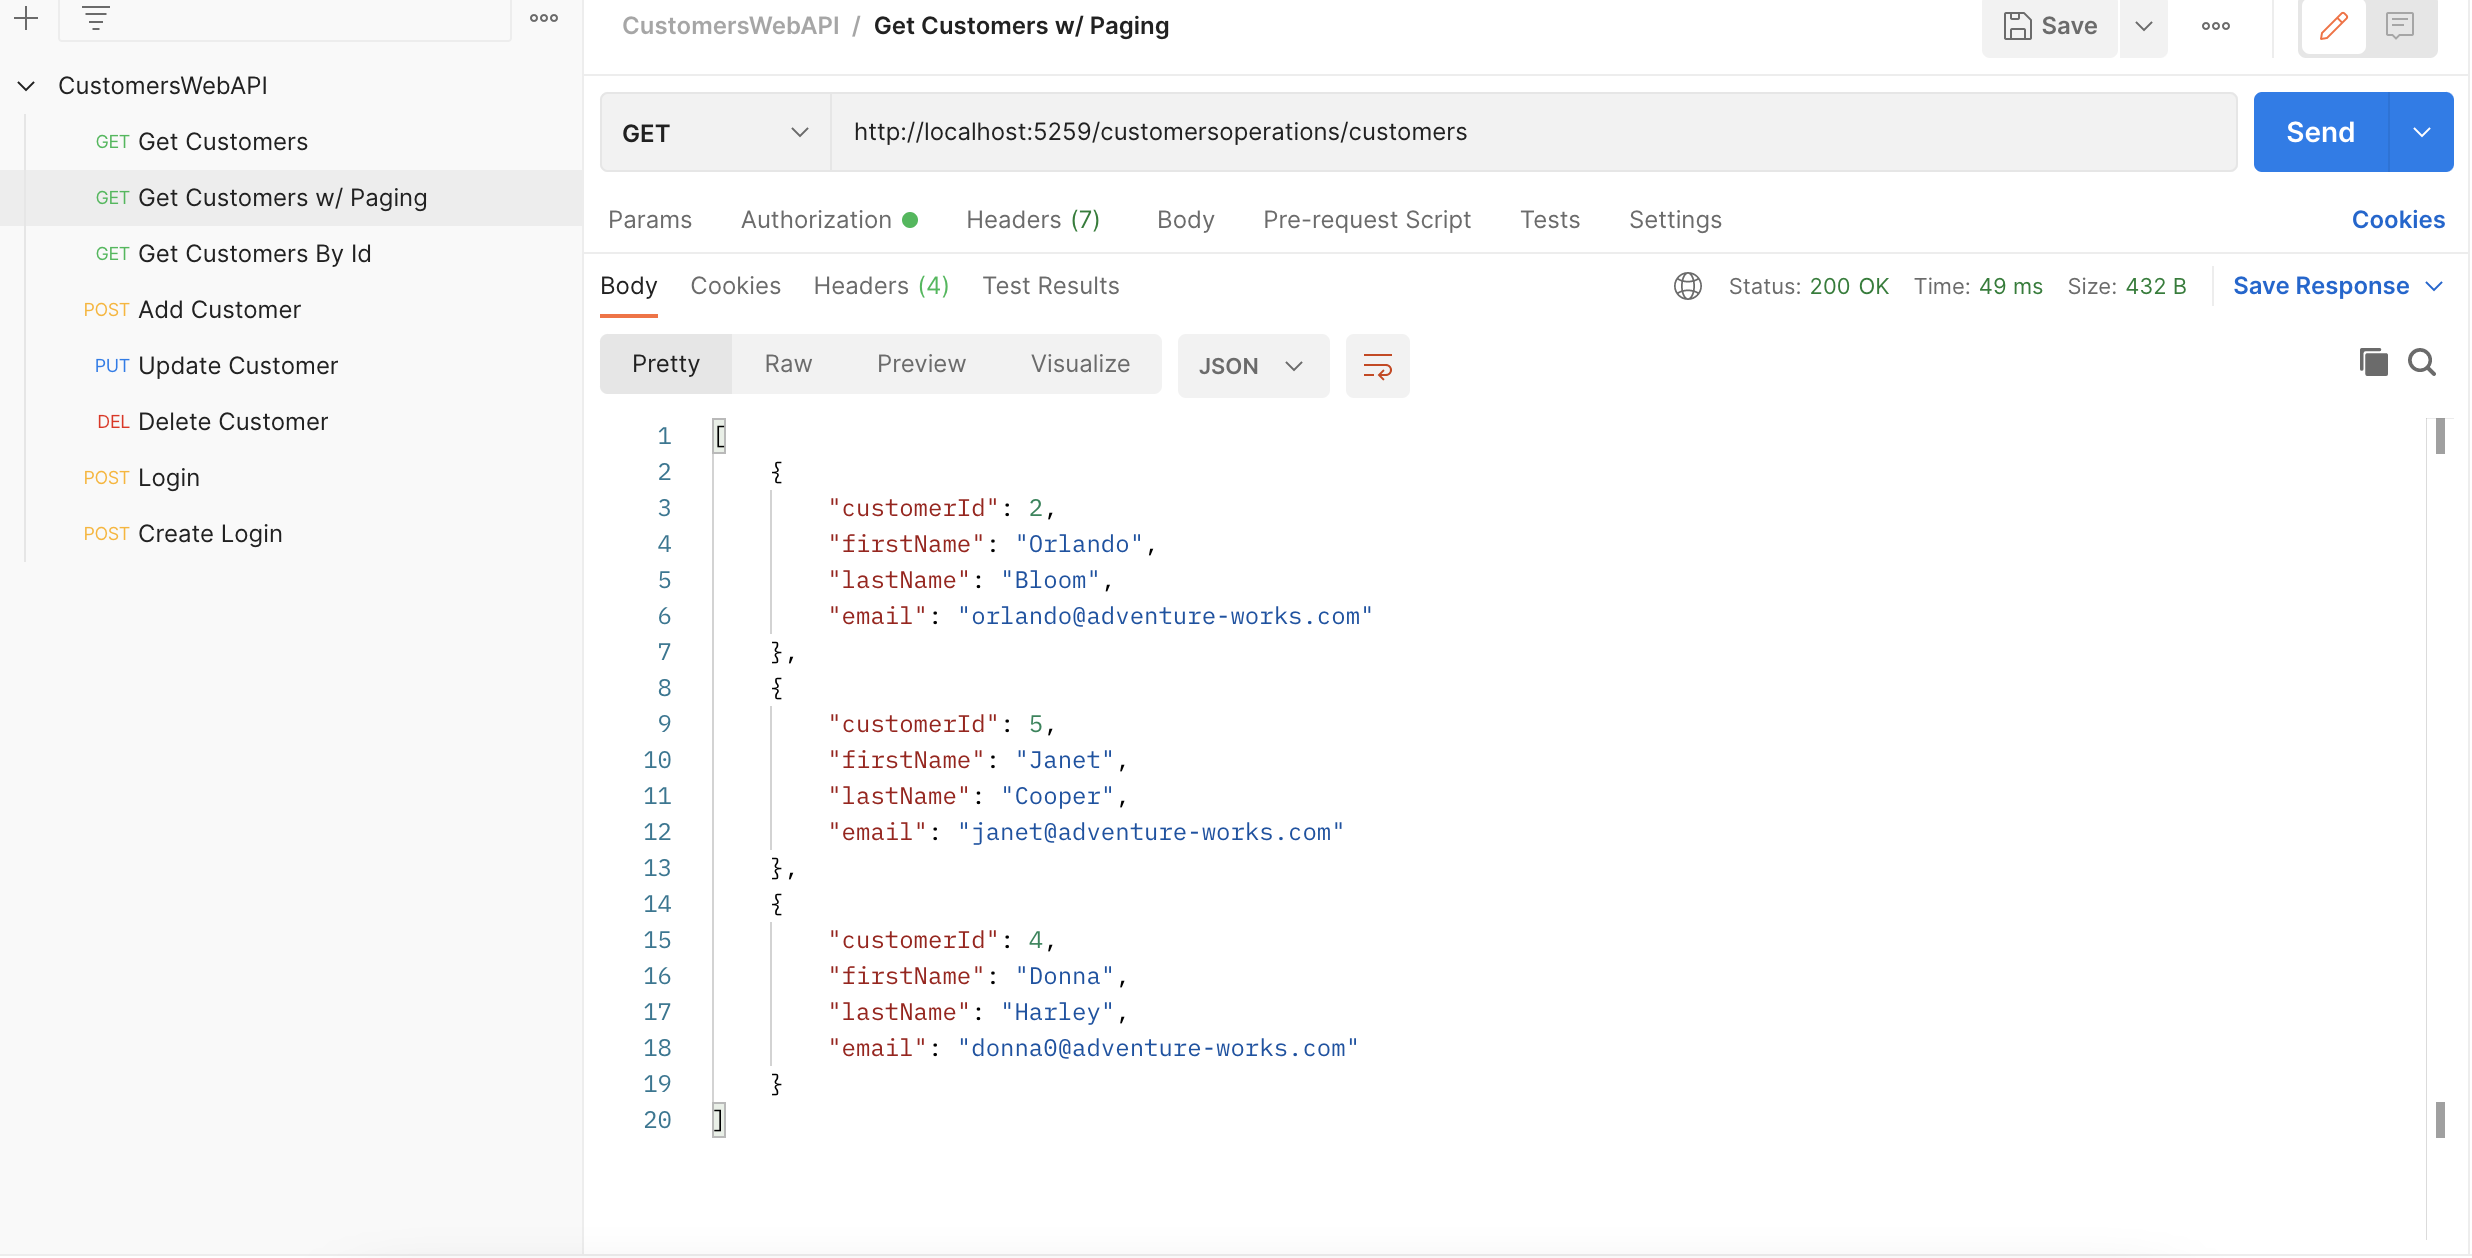 CustomersWebAPI / Get Customers w/ Paging
Save
CustomersWebAPI
GET Get Customers
GET Get Customers w/ Paging
GET Get Customers By Id
POST Add Customer
PUT Update Customer
DEL Delete Customer
POST Login
POST Create Login
GET http://localhost:5259/customersoperations/customers Send
Params Authorization Headers (7) Body Pre-request Script Tests Settings Cookies
Body Cookies Headers (4) Test Results Status: 200 OK Time: 49 ms Size: 432 B Save Response
Pretty Raw Preview Visualize JSON
1 [
2 {
3 "customerId": 2,
4 "firstName": "Orlando",
5 "lastName": "Bloom",
6 "email": "orlando@adventure-works.com"
7 },
8 {
9 "customerId": 5,
10 "firstName": "Janet",
11 "lastName": "Cooper",
12 "email": "janet@adventure-works.com"
13 },
14 {
15 "customerId": 4,
16 "firstName": "Donna",
17 "lastName": "Harley",
18 "email": "donna0@adventure-works.com"
19 }
20 ]